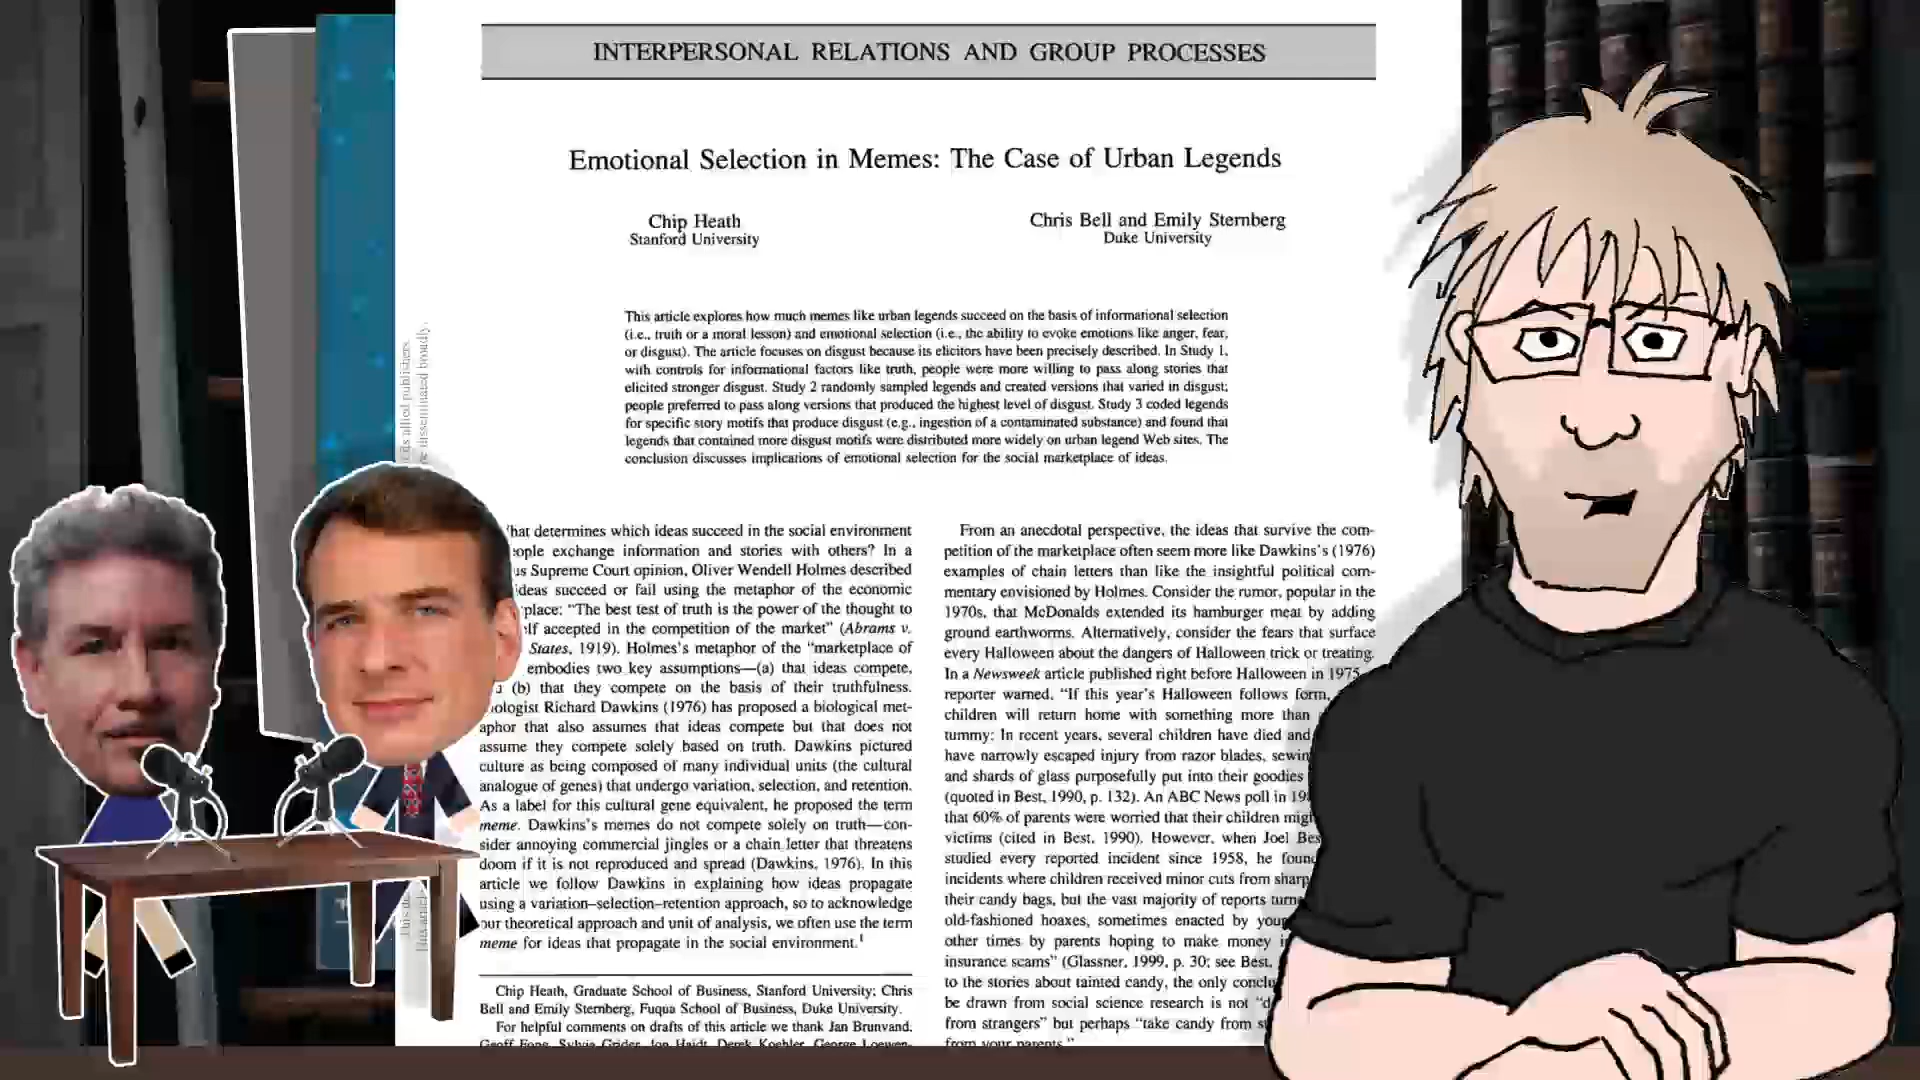 INTERPERSONAL RELATIONS AND GROUP PROCESSES
Emotional Selection in Memes: The Case of Urban Legends
Chip Heath
Stanford University
Chris Bell and Emily Sternberg
Duke University
This article explores how much memes like urban legends succeed on the basis of informational selection
(i.e., truth or a moral lesson) and emotional selection (i.e., the ability to evoke emotions like anger, fear,
or disgust). The article focuses on disgust because its elicitors have been precisely described. In Study 1,
with controls for informational factors like truth, people were more willing to pass along stories that
elicited stronger disgust. Study 2 randomly sampled legends and created versions that varied in disgust;
people preferred to pass along versions that produced the highest level of disgust. Study 3 coded legends
for specific story motifs that produce disgust (e.g., ingestion of a contaminated substance) and found that
legends that contained more disgust motifs were distributed more widely on urban legend Web sites. The
conclusion discusses implications of emotional selection for the social marketplace of ideas.
hat determines which ideas succeed in the social environment
eople exchange information and stories with others? In a
us Supreme Court opinion, Oliver Wendell Holmes described
ideas succeed or fail using the metaphor of the economic
place: “The best test of truth is the power of the thought to
elf accepted in the competition of the market” (Abrams v.
States, 1919). Holmes's metaphor of the “marketplace of
embodies two key assumptions—(a) that ideas compete,
(b) that they compete on the basis of their truthfulness.
iologist Richard Dawkins (1976) has proposed a biological met-
aphor that also assumes that ideas compete but that does not
assume they compete solely based on truth. Dawkins pictured
culture as being composed of many individual units (the cultural
analogue of genes) that undergo variation, selection, and retention.
As a label for this cultural gene equivalent, he proposed the term
meme. Dawkins's memes do not compete solely on truth—con-
sider annoying commercial jingles or a chain letter that threatens
doom if it is not reproduced and spread (Dawkins, 1976). In this
article we follow Dawkins in explaining how ideas propagate
using a variation–selection–retention approach, so to acknowledge
our theoretical approach and unit of analysis, we often use the term
meme for ideas that propagate in the social environment.1
Chip Heath, Graduate School of Business, Stanford University; Chris
Bell and Emily Sternberg, Fuqua School of Business, Duke University.
For helpful comments on drafts of this article we thank Jan Brunvand,
Geoff Fong, Sylvia Grider, Jon Haidt, Derek Koehler, George Loewen-
From an anecdotal perspective, the ideas that survive the com-
petition of the marketplace often seem more like Dawkins's (1976)
examples of chain letters than like the insightful political com-
mentary envisioned by Holmes. Consider the rumor, popular in the
1970s, that McDonalds extended its hamburger meat by adding
ground earthworms. Alternatively, consider the fears that surface
every Halloween about the dangers of Halloween trick or treating.
In a Newsweek article published right before Halloween in 1975
reporter warned, “If this year's Halloween follows form,
children will return home with something more than
tummy: In recent years, several children have died and
have narrowly escaped injury from razor blades, sewin
and shards of glass purposefully put into their goodies
(quoted in Best, 1990, p. 132). An ABC News poll in 19
that 60% of parents were worried that their children migh
victims (cited in Best, 1990). However, when Joel Bes
studied every reported incident since 1958, he foun
incidents where children received minor cuts from sharp
their candy bags, but the vast majority of reports turne
old-fashioned hoaxes, sometimes enacted by your
other times by parents hoping to make money i
insurance scams” (Glassner, 1999, p. 30; see Best,
to the stories about tainted candy, the only conclu
be drawn from social science research is not “d
from strangers” but perhaps “take candy from s
from your parents.”